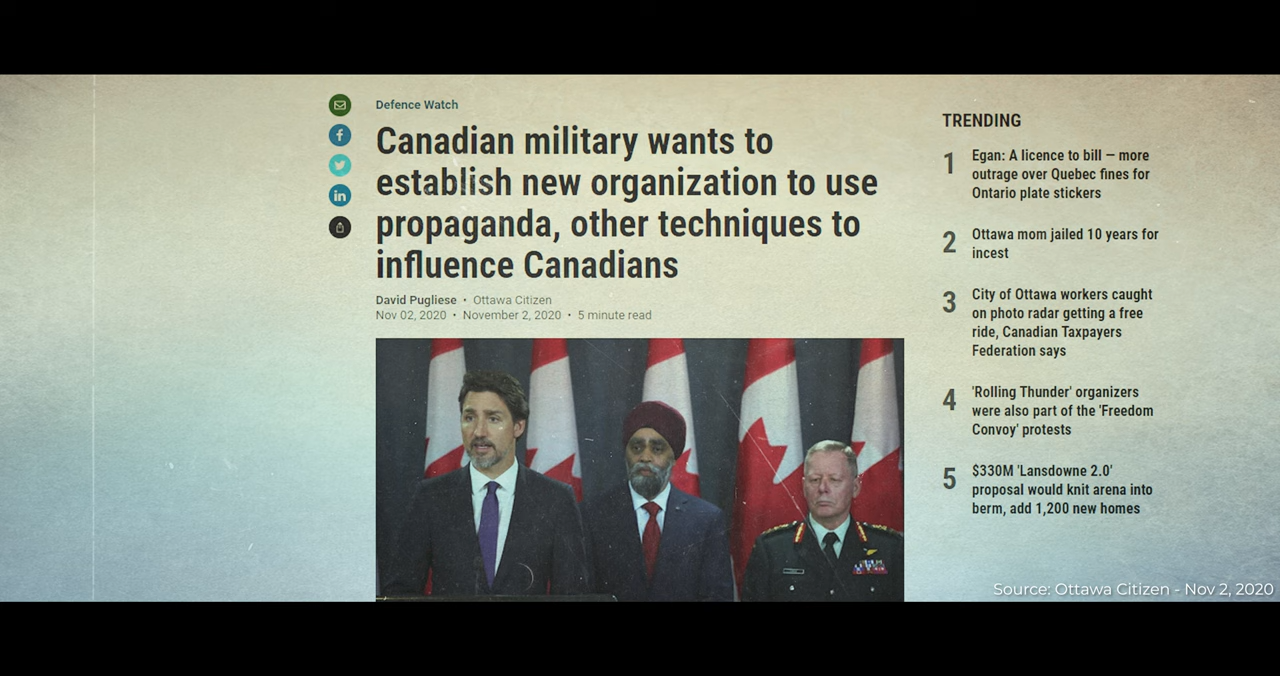 Defence Watch
Canadian military wants to
establish new organization to use
propaganda, other techniques to
influence Canadians
David Pugliese • Ottawa Citizen
Nov 02, 2020 • November 2, 2020 • 5 minute read
TRENDING
1 Egan: A licence to bill — more
outrage over Quebec fines for
Ontario plate stickers
2 Ottawa mom jailed 10 years for
incest
3 City of Ottawa workers caught
on photo radar getting a free
ride, Canadian Taxpayers
Federation says
4 'Rolling Thunder' organizers
were also part of the 'Freedom
Convoy' protests
5 $330M 'Lansdowne 2.0'
proposal would knit arena into
berm, add 1,200 new homes
Source: Ottawa Citizen - Nov 2, 2020